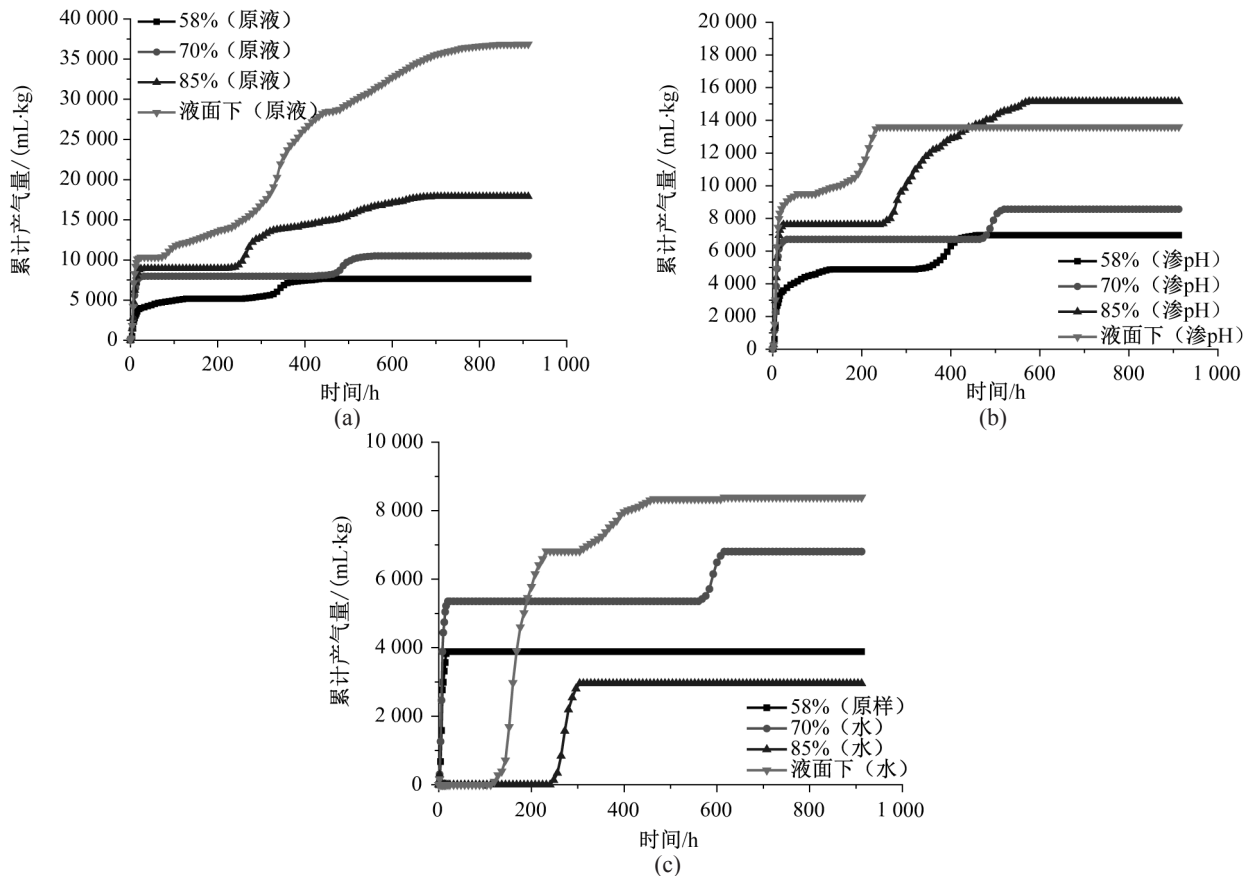 40 000
35 000
30 000
25 000
20 000
15 000
10 000
5 000
0
累计产气量/(mL·kg)
58%（原液）
70%（原液）
85%（原液）
液面下（原液）
0 200 400 600 800 1 000
时间/h
(a)
20 000
18 000
16 000
14 000
12 000
10 000
8 000
6 000
4 000
2 000
0
累计产气量/(mL·kg)
58%（渗pH）
70%（渗pH）
85%（渗pH）
液面下（渗pH）
0 200 400 600 800 1 000
时间/h
(b)
10 000
8 000
6 000
4 000
2 000
0
累计产气量/(mL·kg)
58%（原样）
70%（水）
85%（水）
液面下（水）
0 200 400 600 800 1 000
时间/h
(c)